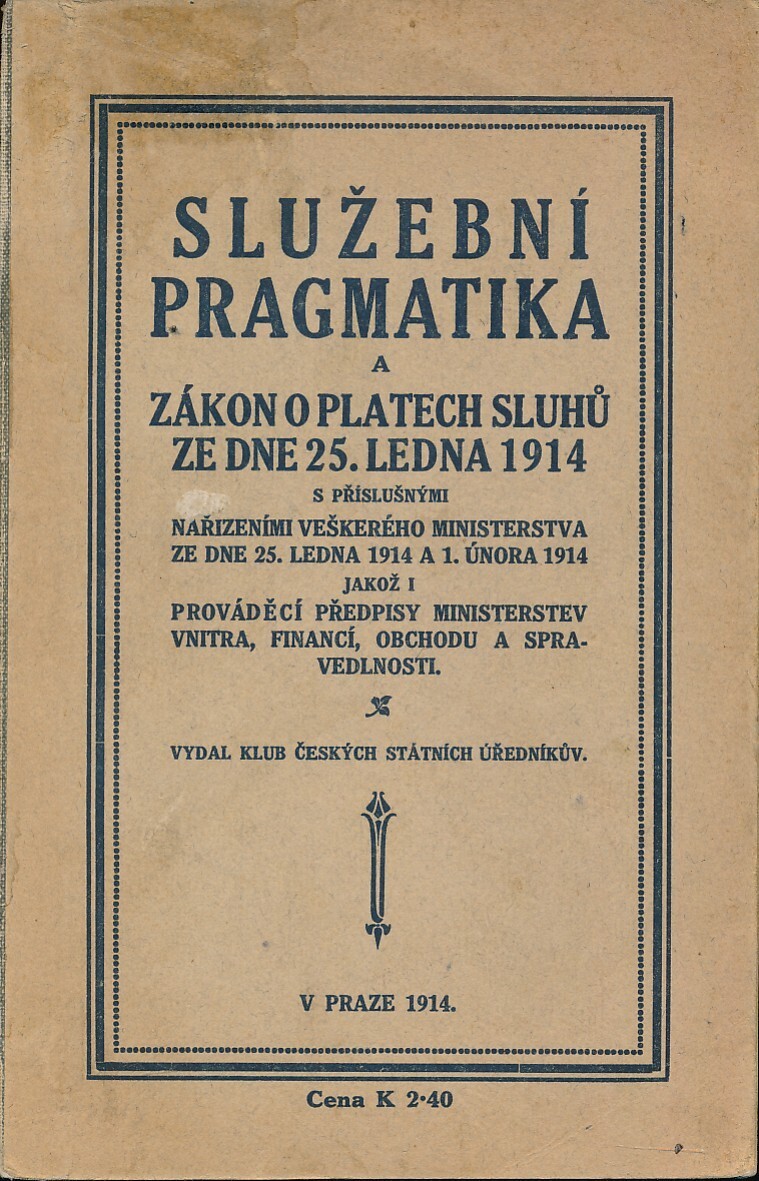 SLUŽEBNÍ
PRAGMATIKA
A
ZÁKON O PLATECH SLUHŮ
ZE DNE 25. LEDNA 1914
S PŘÍSLUŠNÝMI
NAŘIZENÍMI VEŠKERÉHO MINISTERSTVA
ZE DNE 25. LEDNA 1914 A 1. ÚNORA 1914
JAKOŽ I
PROVÁDĚCÍ PŘEDPISY MINISTERSTEV
VNITRA, FINANCÍ, OBCHODU A SPRA-
VEDLNOSTI.
VYDAL KLUB ČESKÝCH STÁTNÍCH ÚŘEDNÍKŮV.
V PRAZE 1914.
Cena K 2·40